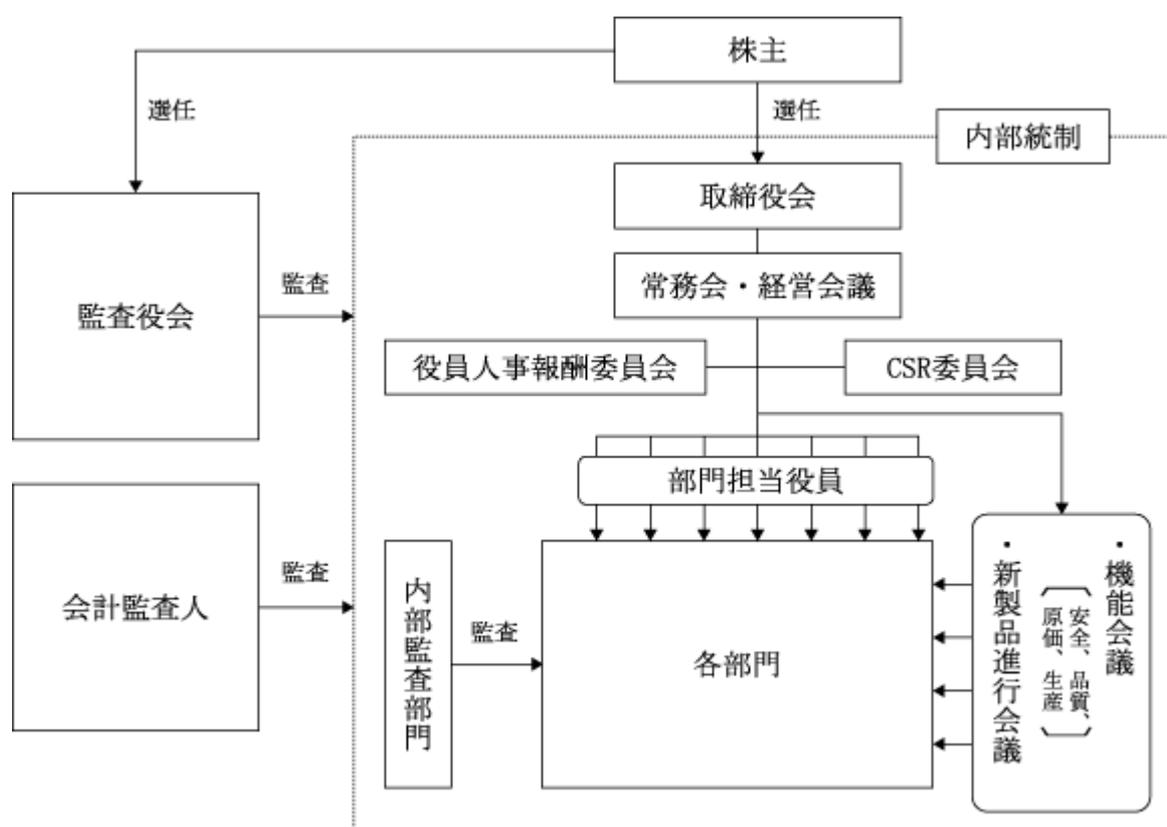 株主
選任
選任
内部統制
取締役会
常務会・経営会議
監査役会
監査
役員人事報酬委員会
CSR委員会
部門担当役員
会計監査人
監査
内部監査部門
監査
各部門
・機能会議
安全、品質、
原価、生産
・新製品進行会議